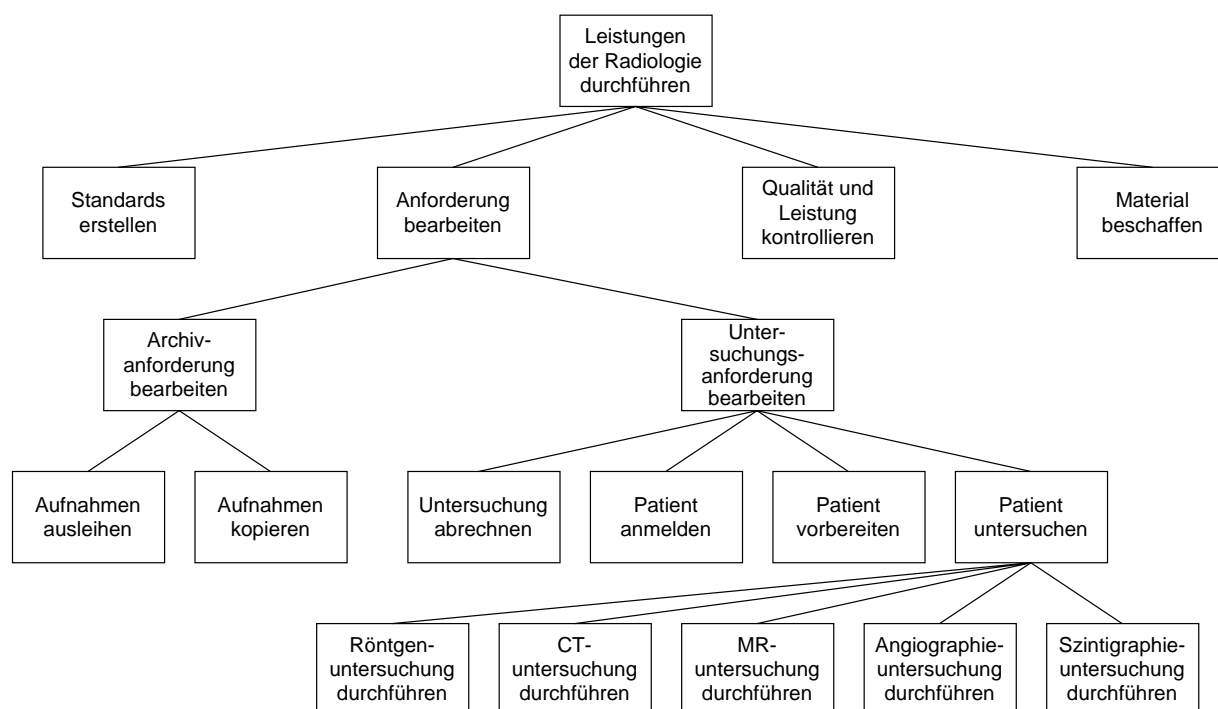 Leistungen
der Radiologie
durchführen
Standards
erstellen
Anforderung
bearbeiten
Qualität und
Leistung
kontrollieren
Material
beschaffen
Archiv-
anforderung
bearbeiten
Unter-
suchungs-
anforderung
bearbeiten
Aufnahmen
ausleihen
Aufnahmen
kopieren
Untersuchung
abrechnen
Patient
anmelden
Patient
vorbereiten
Patient
untersuchen
Röntgen-
untersuchung
durchführen
CT-
untersuchung
durchführen
MR-
untersuchung
durchführen
Angiographie-
untersuchung
durchführen
Szintigraphie-
untersuchung
durchführen